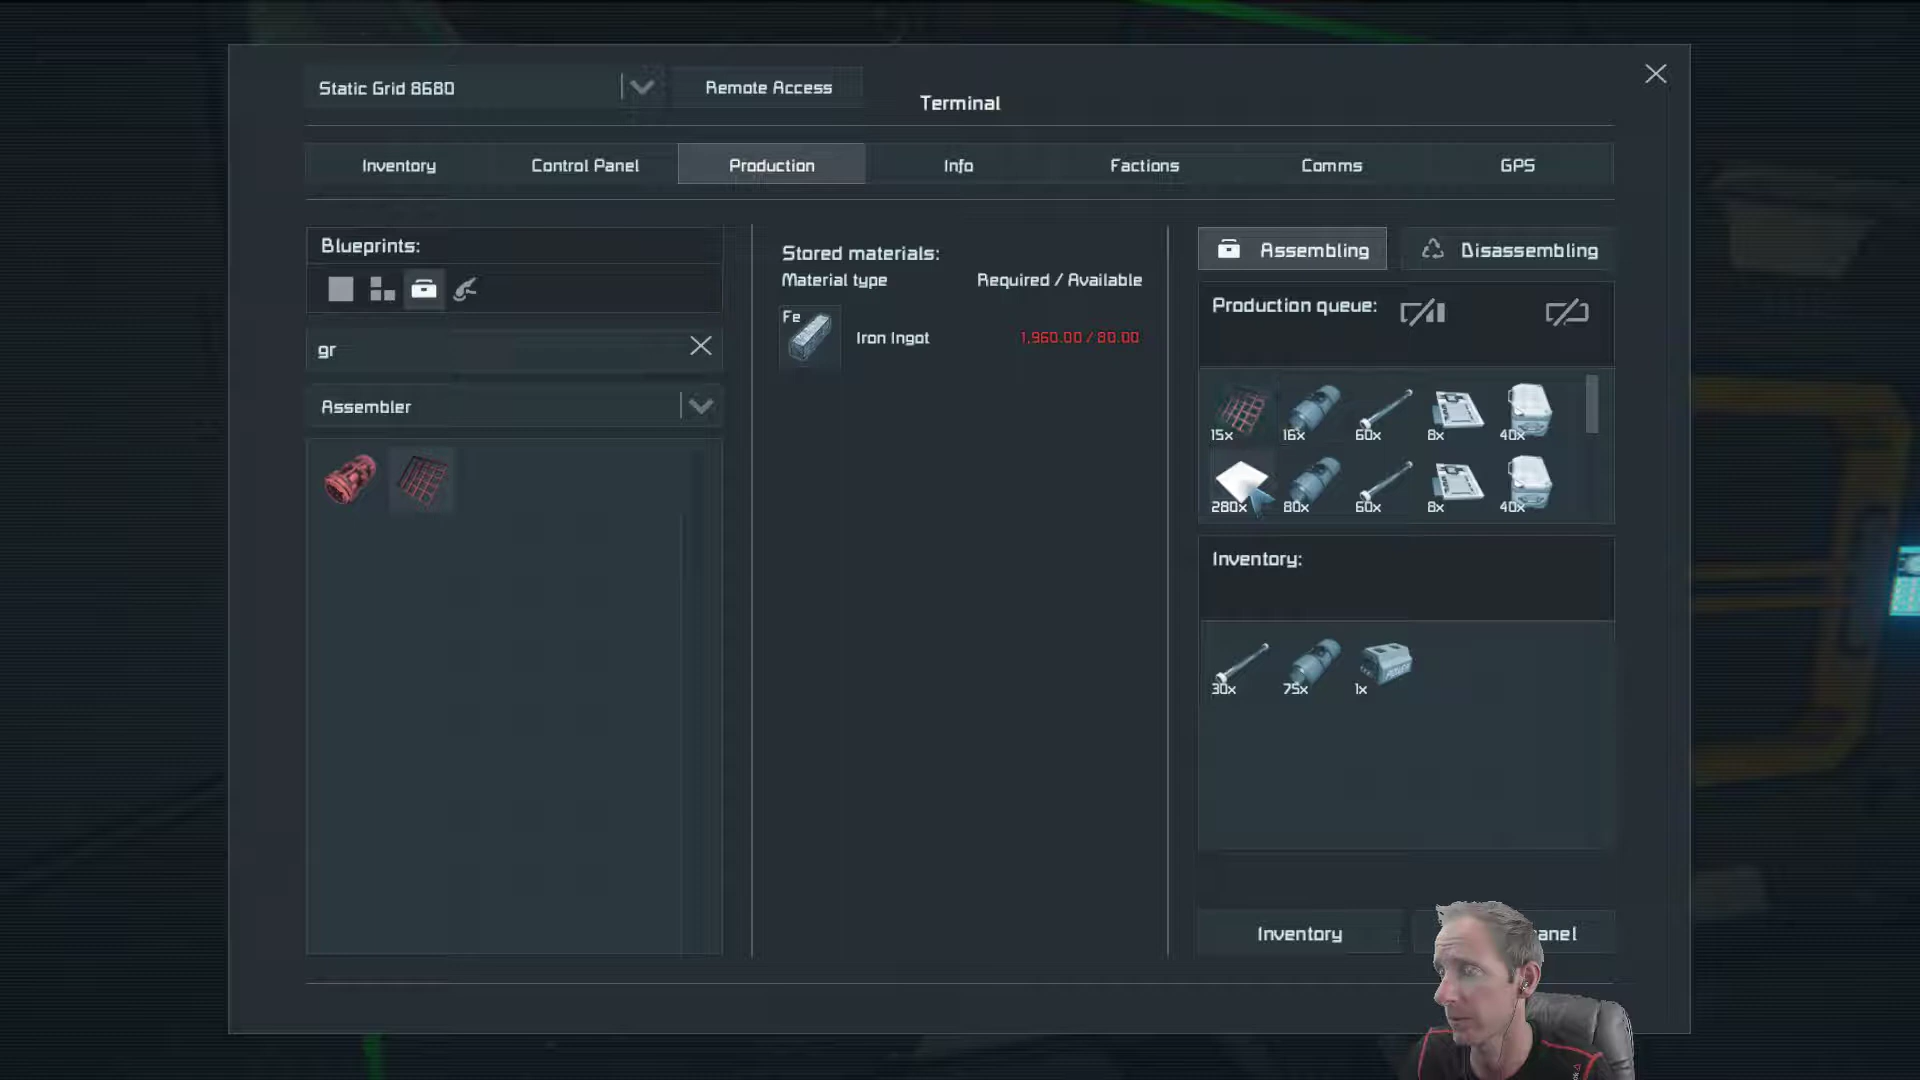 Static Grid 8680
Remote Access
Terminal
Inventory
Control Panel
Production
Info
Factions
Comms
GPS
Blueprints:
gr
Assembler
Stored materials:
Material type
Required / Available
Fe
Iron Ingot
1,960.00 / 80.00
Assembling
Disassembling
Production queue:
15x
16x
60x
8x
40x
280x
80x
60x
8x
40x
Inventory:
30x
75x
1x
Inventory
anel